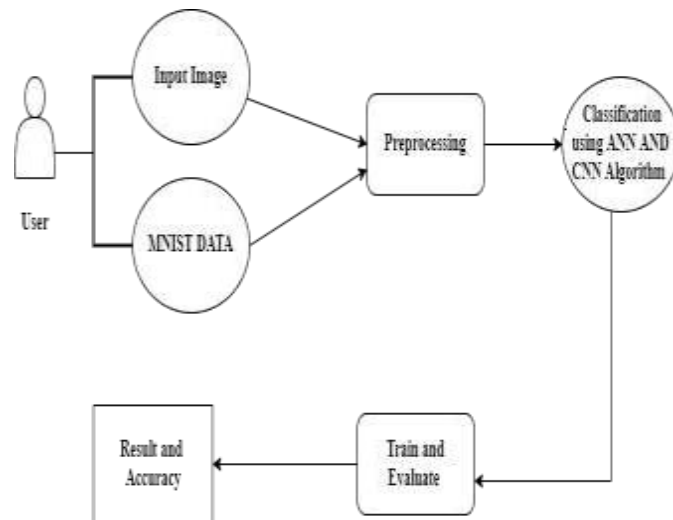 Input Image
User
MNIST DATA
Preprocessing
Classification
using ANN AND
CNN Algorithm
Train and
Evaluate
Result and
Accuracy